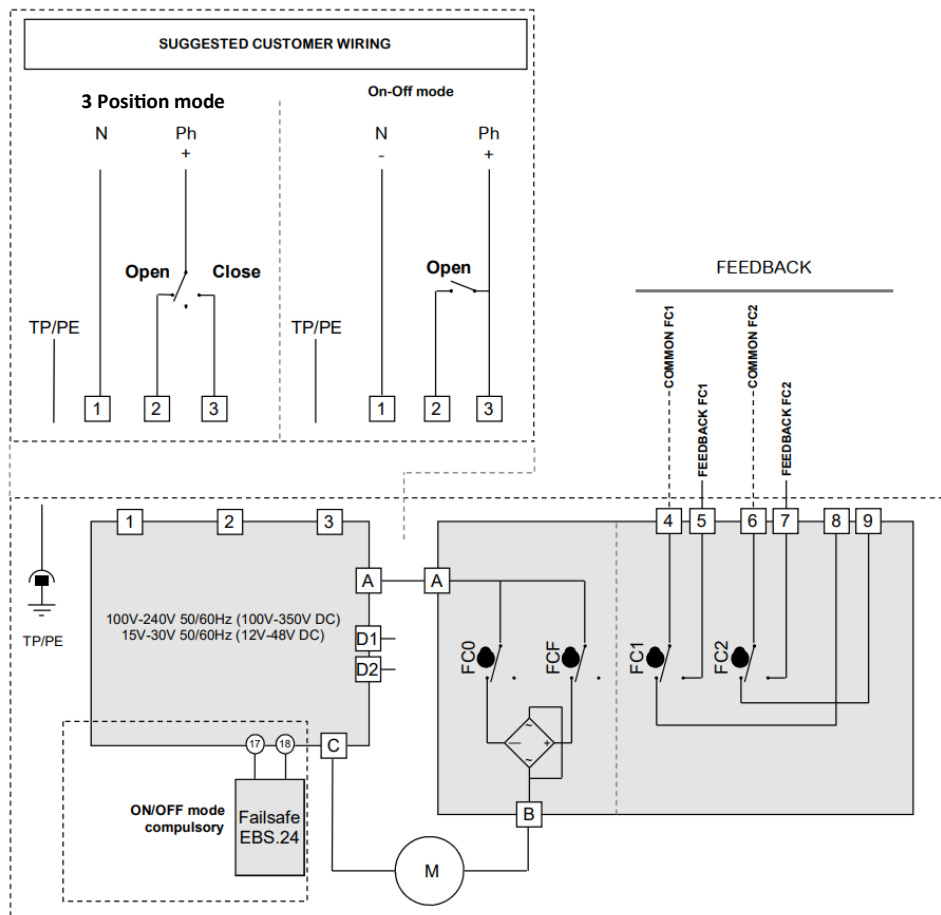 SUGGESTED CUSTOMER WIRING
3 Position mode
On-Off mode
N
Ph
+
N
-
Ph
+
Open
Close
Open
TP/PE
TP/PE
1
2
3
1
2
3
FEEDBACK
COMMON FC1
FEEDBACK FC1
COMMON FC2
FEEDBACK FC2
1
2
3
4
5
6
7
8
9
A
A
100V-240V 50/60Hz (100V-350V DC)
15V-30V 50/60Hz (12V-48V DC)
D1
D2
TP/PE
FC0
FCF
FC1
FC2
~
—
+
~
17
18
C
B
ON/OFF mode
compulsory
Failsafe
EBS.24
M